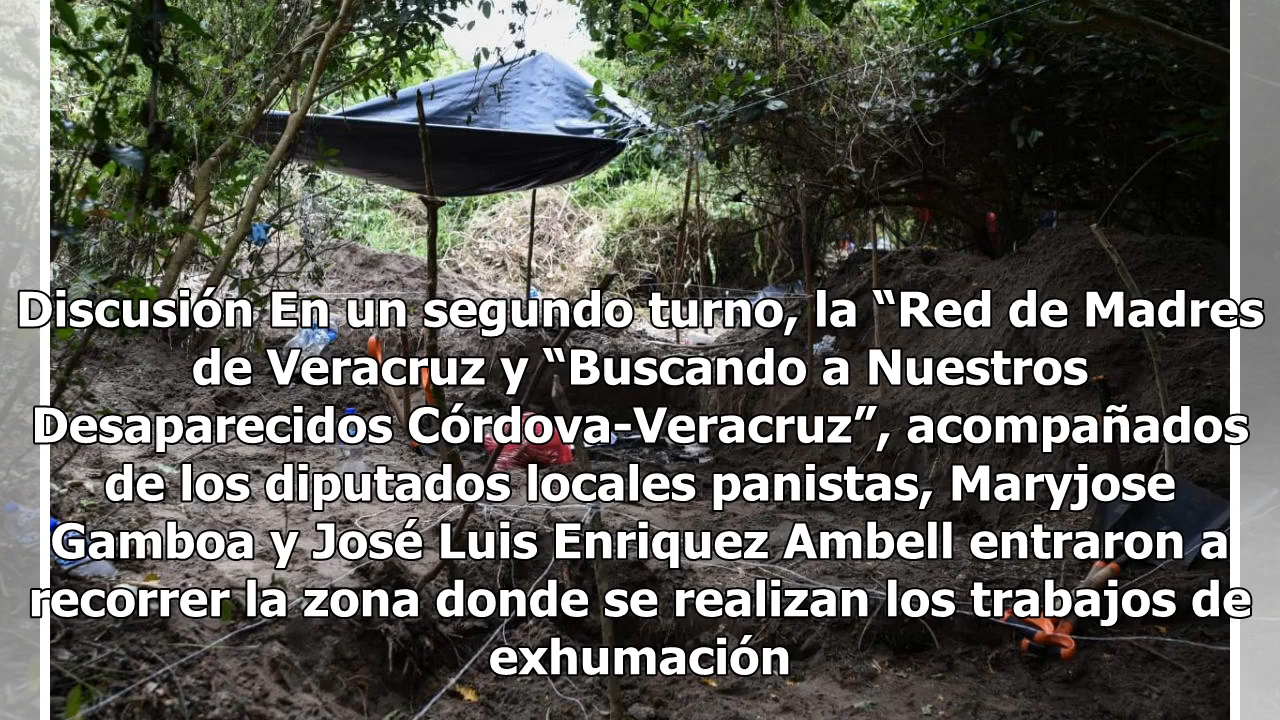 Discusión En un segundo turno, la “Red de Madres
de Veracruz y “Buscando a Nuestros
Desaparecidos Córdova-Veracruz”, acompañados
de los diputados locales panistas, Maryjose
Gamboa y José Luis Enriquez Ambell entraron a
recorrer la zona donde se realizan los trabajos de
exhumación